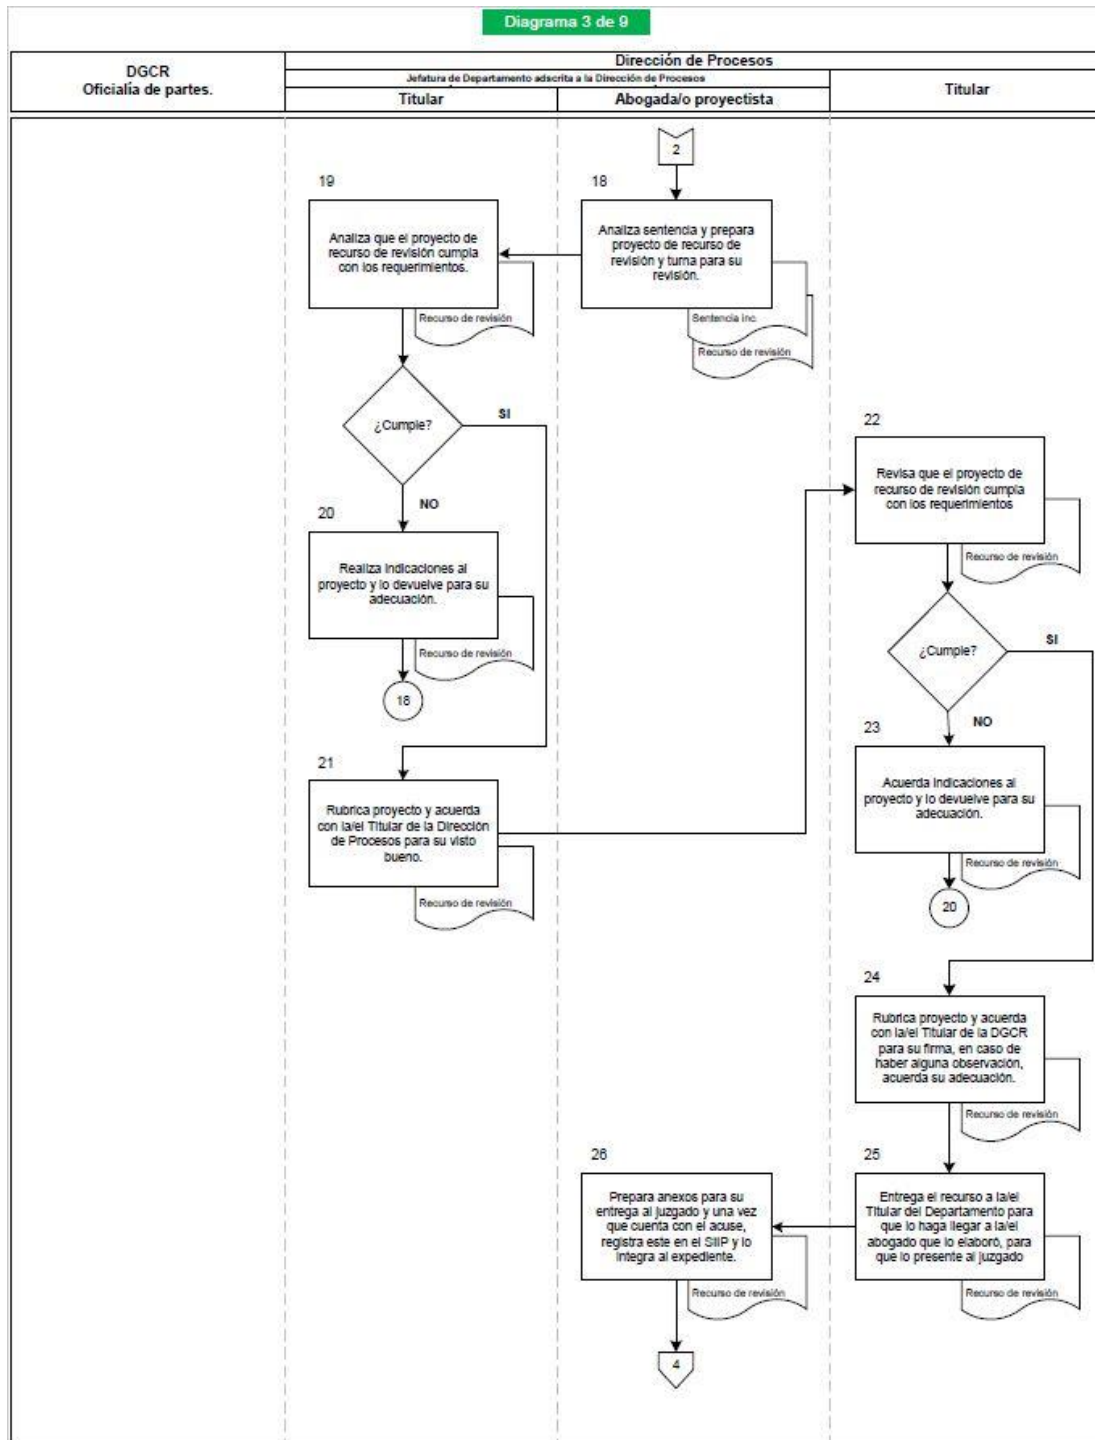 Diagrama 3 de 9
DGCR
Oficialía de partes.
Dirección de Procesos
Jefatura de Departamento adscrita a la Dirección de Procesos
Titular
Abogada/o proyectista
Titular
2
19
Analiza que el proyecto de
recurso de revisión cumpla
con los requerimientos.
Recurso de revisión
18
Analiza sentencia y prepara
proyecto de recurso de
revisión y turna para su
revisión.
Sentencia inc.
Recurso de revisión
¿Cumple?
SI
NO
22
Revisa que el proyecto de
recurso de revisión cumpla
con los requerimientos
Recurso de revisión
20
Realiza indicaciones al
proyecto y lo devuelve para su
adecuación.
Recurso de revisión
18
¿Cumple?
SI
NO
21
Rubrica proyecto y acuerda
con la/el Titular de la Dirección
de Procesos para su visto
bueno.
Recurso de revisión
23
Acuerda indicaciones al
proyecto y lo devuelve para su
adecuación.
Recurso de revisión
20
24
Rubrica proyecto y acuerda
con la/el Titular de la DGCR
para su firma, en caso de
haber alguna observación,
acuerda su adecuación.
Recurso de revisión
26
Prepara anexos para su
entrega al juzgado y una vez
que cuenta con el acuse,
registra este en el SIIP y lo
integra al expediente.
Recurso de revisión
25
Entrega el recurso a la/el
Titular del Departamento para
que lo haga llegar a la/el
abogado que lo elaboró, para
que lo presente al juzgado
Recurso de revisión
4